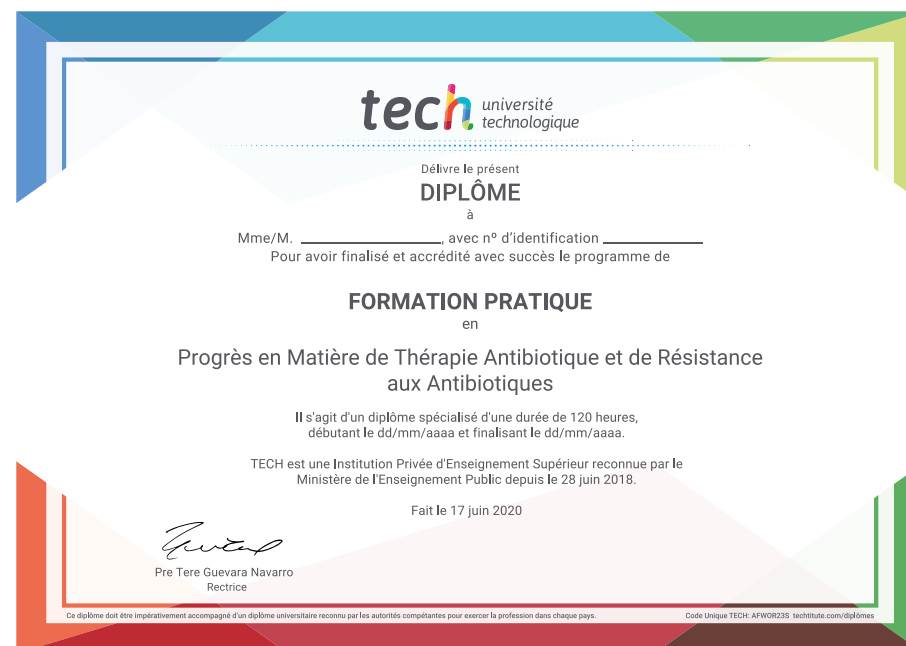 tech université
technologique
Délivre le présent
DIPLÔME
à
Mme/M. ____________________, avec nº d'identification ______________
Pour avoir finalisé et accrédité avec succès le programme de
FORMATION PRATIQUE
en
Progrès en Matière de Thérapie Antibiotique et de Résistance
aux Antibiotiques
Il s'agit d'un diplôme spécialisé d'une durée de 120 heures,
débutant le dd/mm/aaaa et finalisant le dd/mm/aaaa.
TECH est une Institution Privée d'Enseignement Supérieur reconnue par le
Ministère de l'Enseignement Public depuis le 28 juin 2018.
Fait le 17 juin 2020
Pre Tere Guevara Navarro
Rectrice
Ce diplôme doit être impérativement accompagné d'un diplôme universitaire reconnu par les autorités compétantes pour exercer la profession dans chaque pays.
Code Unique TECH: AFWOR23S techtitute.com/diplômes